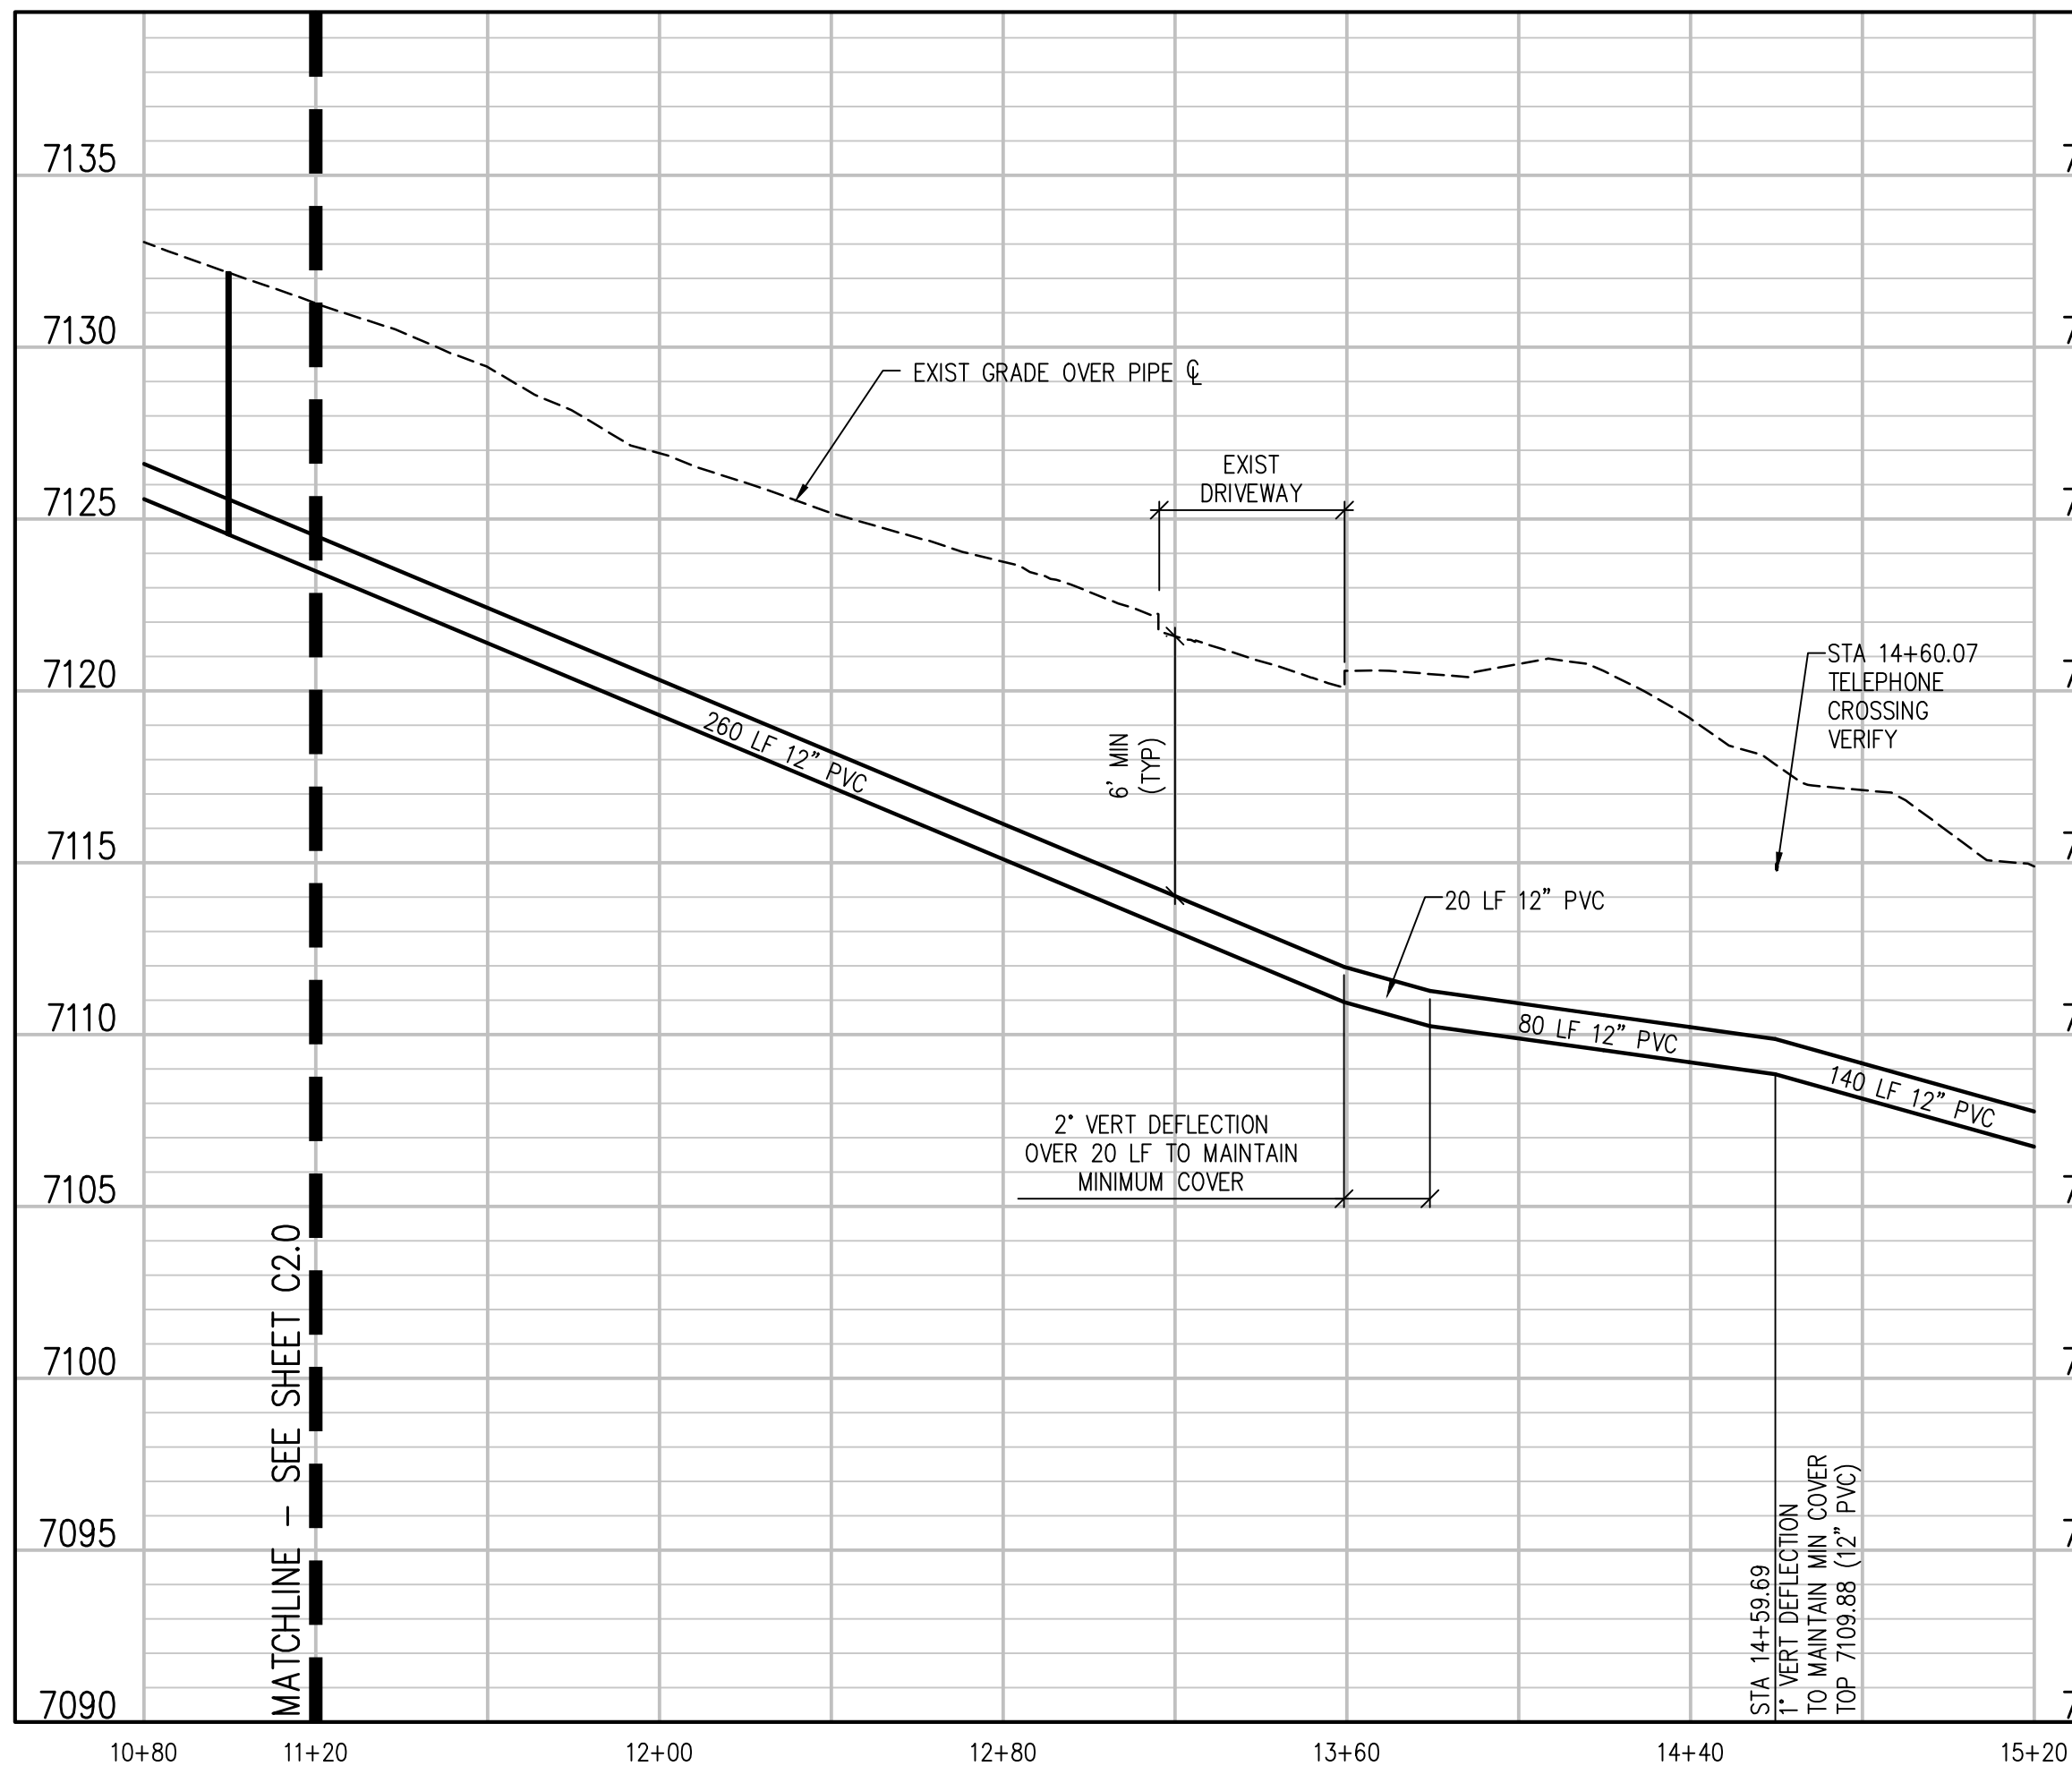 7135
7130
7125
7120
7115
7110
7105
7100
7095
7090
EXIST GRADE OVER PIPE ℄
EXIST
DRIVEWAY
STA 14+60.07
TELEPHONE
CROSSING
VERIFY
260 LF 12” PVC
6’ MIN
(TYP)
20 LF 12” PVC
80 LF 12” PVC
140 LF 12” PVC
2° VERT DEFLECTION
OVER 20 LF TO MAINTAIN
MINIMUM COVER
MATCHLINE – SEE SHEET C2.0
STA 14+59.69
1° VERT DEFLECTION
TO MAINTAIN MIN COVER
TOP 7109.88 (12” PVC)
10+80
11+20
12+00
12+80
13+60
14+40
15+20